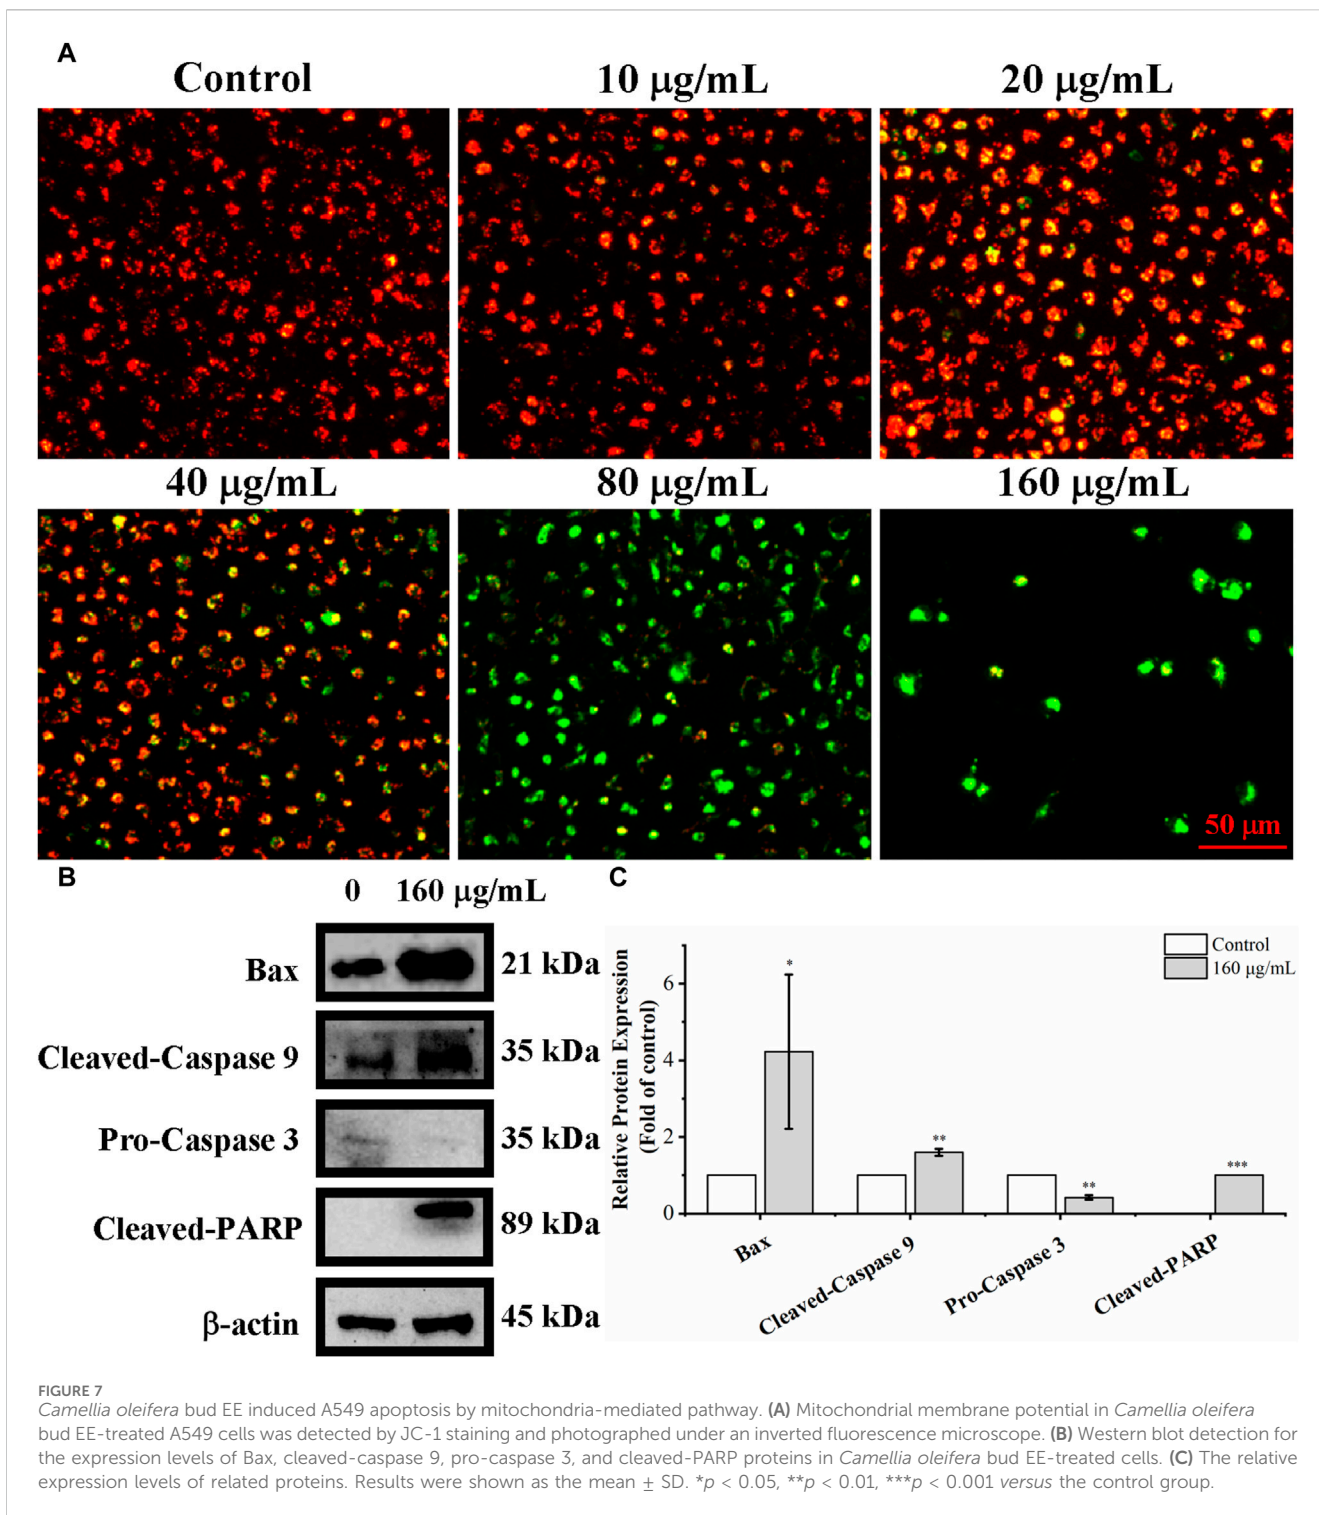 A
Control
10 µg/mL
20 µg/mL
40 µg/mL
80 µg/mL
160 µg/mL
50 µm
B
0 160 µg/mL
Bax 21 kDa
Cleaved-Caspase 9 35 kDa
Pro-Caspase 3 35 kDa
Cleaved-PARP 89 kDa
β-actin 45 kDa
C
Relative Protein Expression
(Fold of control)
6
4
2
0
Control
160 µg/mL
*
**
**
***
Bax
Cleaved-Caspase 9
Pro-Caspase 3
Cleaved-PARP
FIGURE 7
Camellia oleifera bud EE induced A549 apoptosis by mitochondria-mediated pathway. (A) Mitochondrial membrane potential in Camellia oleifera
bud EE-treated A549 cells was detected by JC-1 staining and photographed under an inverted fluorescence microscope. (B) Western blot detection for
the expression levels of Bax, cleaved-caspase 9, pro-caspase 3, and cleaved-PARP proteins in Camellia oleifera bud EE-treated cells. (C) The relative
expression levels of related proteins. Results were shown as the mean ± SD. *p < 0.05, **p < 0.01, ***p < 0.001 versus the control group.